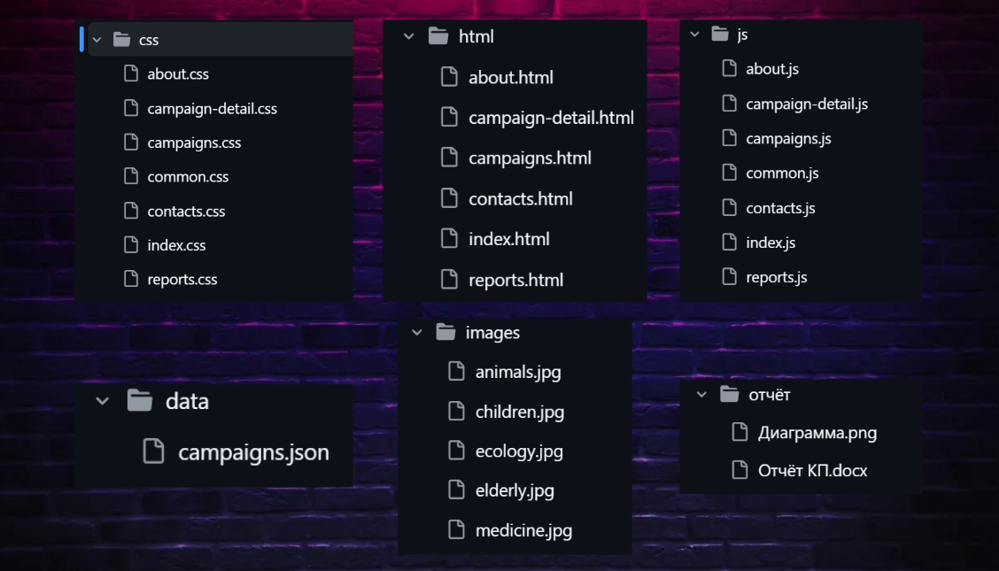 css
about.css
campaign-detail.css
campaigns.css
common.css
contacts.css
index.css
reports.css
html
about.html
campaign-detail.html
campaigns.html
contacts.html
index.html
reports.html
js
about.js
campaign-detail.js
campaigns.js
common.js
contacts.js
index.js
reports.js
data
campaigns.json
images
animals.jpg
children.jpg
ecology.jpg
elderly.jpg
medicine.jpg
отчёт
Диаграмма.png
Отчёт КП.docx